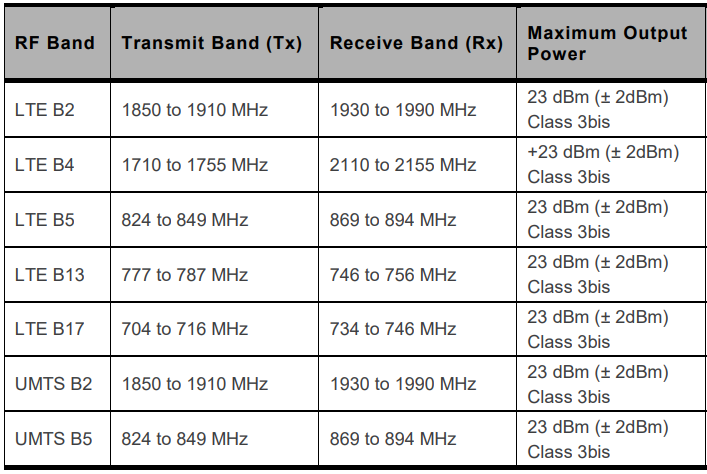 RF Band Transmit Band (Tx) Receive Band (Rx) Maximum Output Power
LTE B2 1850 to 1910 MHz 1930 to 1990 MHz 23 dBm (± 2dBm) Class 3bis
LTE B4 1710 to 1755 MHz 2110 to 2155 MHz +23 dBm (± 2dBm) Class 3bis
LTE B5 824 to 849 MHz 869 to 894 MHz 23 dBm (± 2dBm) Class 3bis
LTE B13 777 to 787 MHz 746 to 756 MHz 23 dBm (± 2dBm) Class 3bis
LTE B17 704 to 716 MHz 734 to 746 MHz 23 dBm (± 2dBm) Class 3bis
UMTS B2 1850 to 1910 MHz 1930 to 1990 MHz 23 dBm (± 2dBm) Class 3bis
UMTS B5 824 to 849 MHz 869 to 894 MHz 23 dBm (± 2dBm) Class 3bis